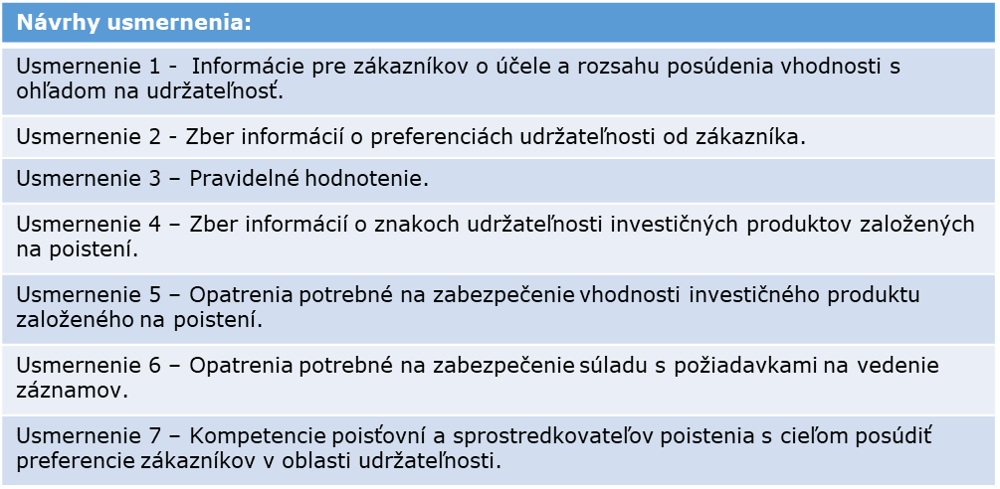 Návrhy usmernenia:
Usmernenie 1 -  Informácie pre zákazníkov o účele a rozsahu posúdenia vhodnosti s
ohľadom na udržateľnosť.
Usmernenie 2 - Zber informácií o preferenciách udržateľnosti od zákazníka.
Usmernenie 3 – Pravidelné hodnotenie.
Usmernenie 4 – Zber informácií o znakoch udržateľnosti investičných produktov založených
na poistení.
Usmernenie 5 – Opatrenia potrebné na zabezpečenie vhodnosti investičného produktu
založeného na poistení.
Usmernenie 6 – Opatrenia potrebné na zabezpečenie súladu s požiadavkami na vedenie
záznamov.
Usmernenie 7 – Kompetencie poisťovní a sprostredkovateľov poistenia s cieľom posúdiť
preferencie zákazníkov v oblasti udržateľnosti.